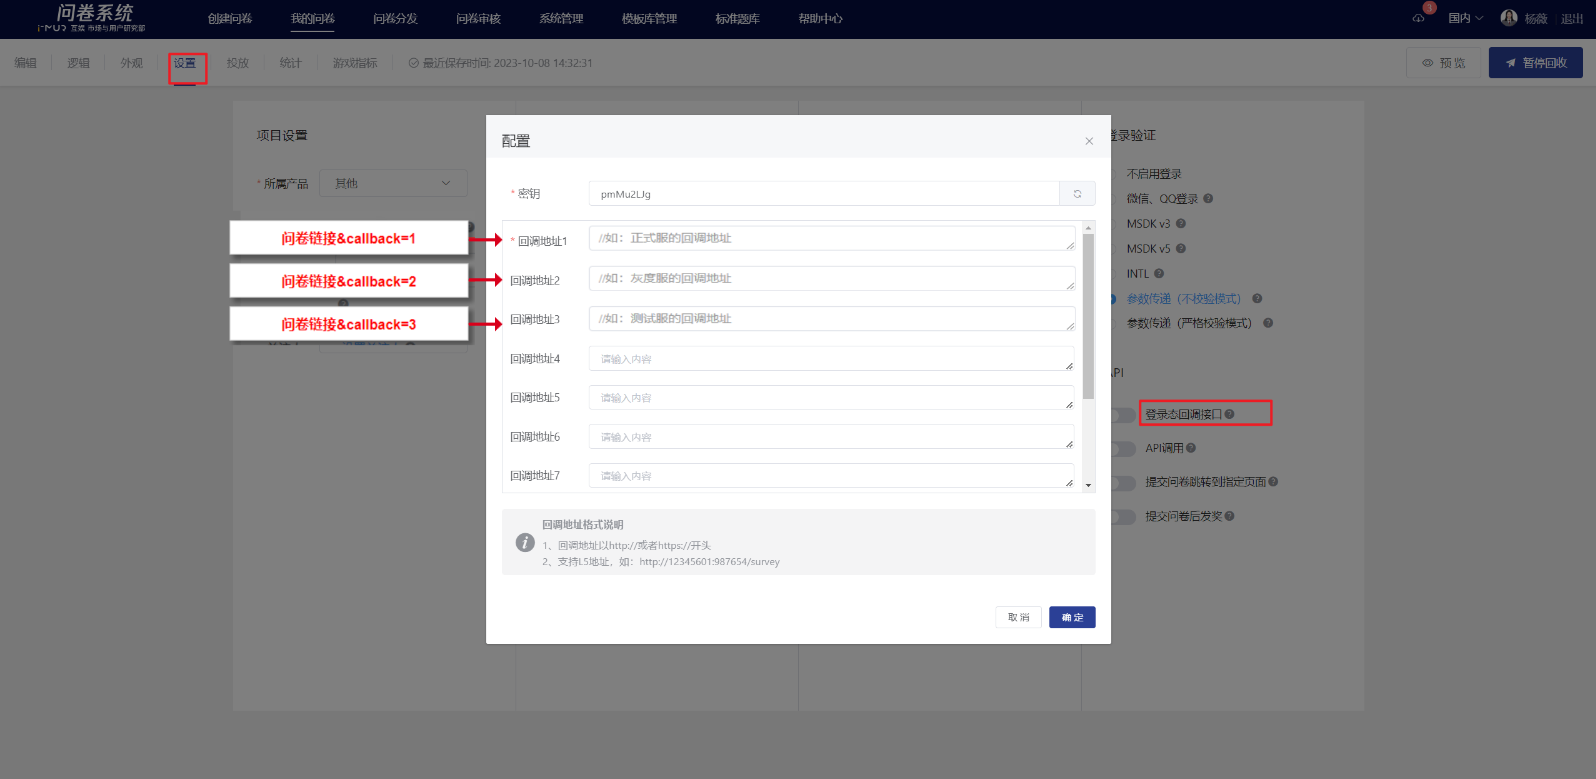 问卷系统
i-MUR 互娱 市场与用户研究部
创建问卷
我的问卷
问卷分发
问卷审核
系统管理
模板库管理
标准题库
帮助中心
3
国内
杨薇
退出
编辑
逻辑
外观
设置
投放
统计
游戏指标
最近保存时间: 2023-10-08 14:32:31
预 览
暂停回收
项目设置
* 所属产品
其他
问卷链接&callback=1
问卷链接&callback=2
问卷链接&callback=3
配置
* 密钥
pmMu2LJg
* 回调地址1
//如：正式服的回调地址
回调地址2
//如：灰度服的回调地址
回调地址3
//如：测试服的回调地址
回调地址4
请输入内容
回调地址5
请输入内容
回调地址6
请输入内容
回调地址7
请输入内容
回调地址格式说明
1、回调地址以http://或者https://开头
2、支持L5地址，如：http://12345601:987654/survey
取 消
确 定
登录验证
不启用登录
微信、QQ登录
MSDK v3
MSDK v5
INTL
参数传递（不校验模式）
参数传递（严格校验模式）
API
登录态回调接口
API调用
提交问卷跳转到指定页面
提交问卷后发奖